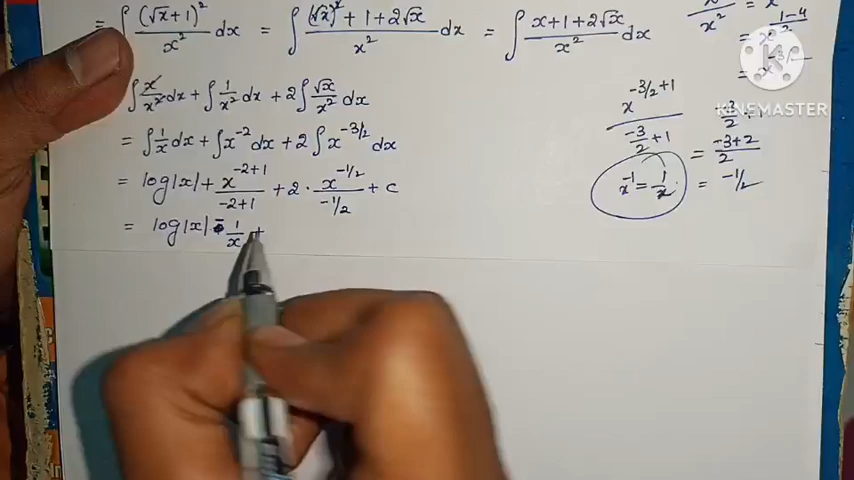 = ∫ (√x+1)² / x² dx = ∫ (√x)² + 1 + 2√x / x² dx = ∫ x+1+2√x / x² dx
∫ x/x² dx + ∫ 1/x² dx + 2 ∫ √x/x² dx
= ∫ 1/x dx + ∫ x⁻² dx + 2 ∫ x^(-3/2) dx
= log|x| + x^(-2+1) / -2+1 + 2 · x^(-1/2) / -1/2 + c
= log|x| - 1/x +
x^(-3/2+1)
-3/2 + 1
x⁻¹ = 1/x
= -3+2 / 2
= -1/2
KINEMASTER